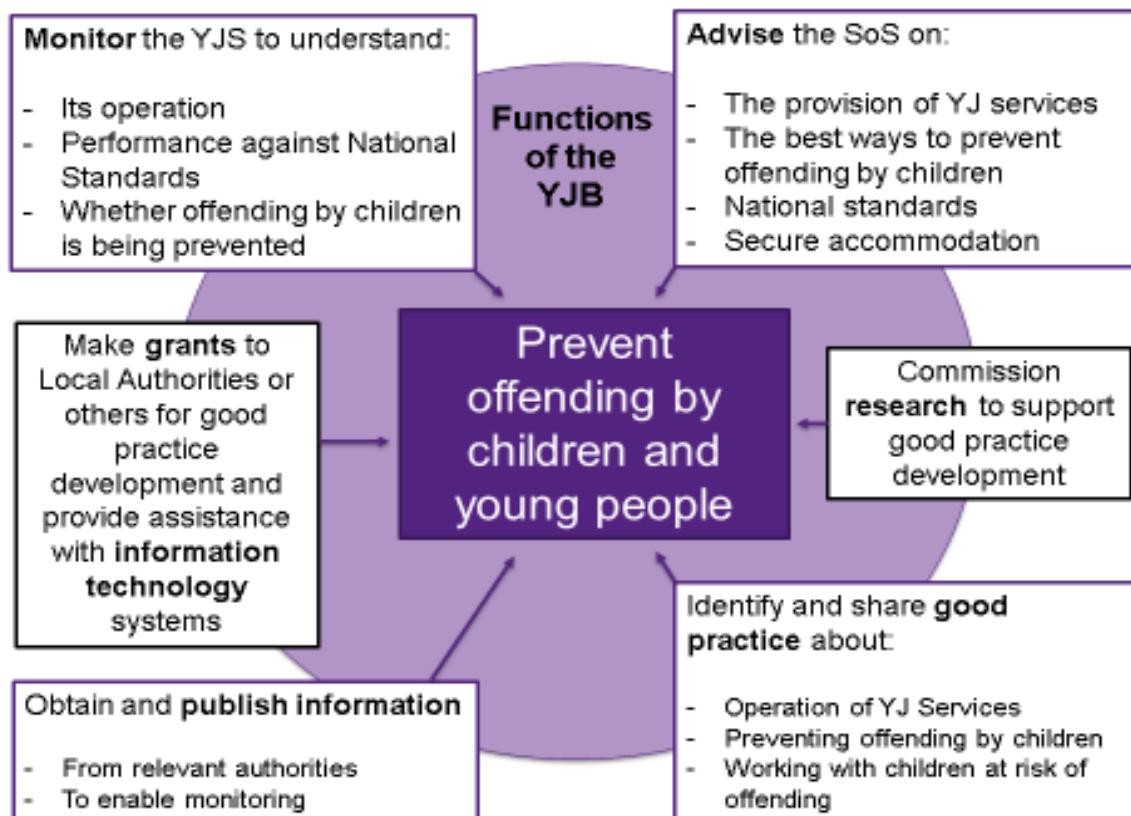 Monitor the YJS to understand:
- Its operation
- Performance against National
Standards
- Whether offending by children
is being prevented
Functions
of the
YJB
Advise the SoS on:
- The provision of YJ services
- The best ways to prevent
offending by children
- National standards
- Secure accommodation
Make grants to
Local Authorities or
others for good
practice
development and
provide assistance
with information
technology
systems
Prevent
offending by
children and
young people
Commission
research to support
good practice
development
Obtain and publish information
- From relevant authorities
- To enable monitoring
Identify and share good
practice about:
- Operation of YJ Services
- Preventing offending by children
- Working with children at risk of
offending